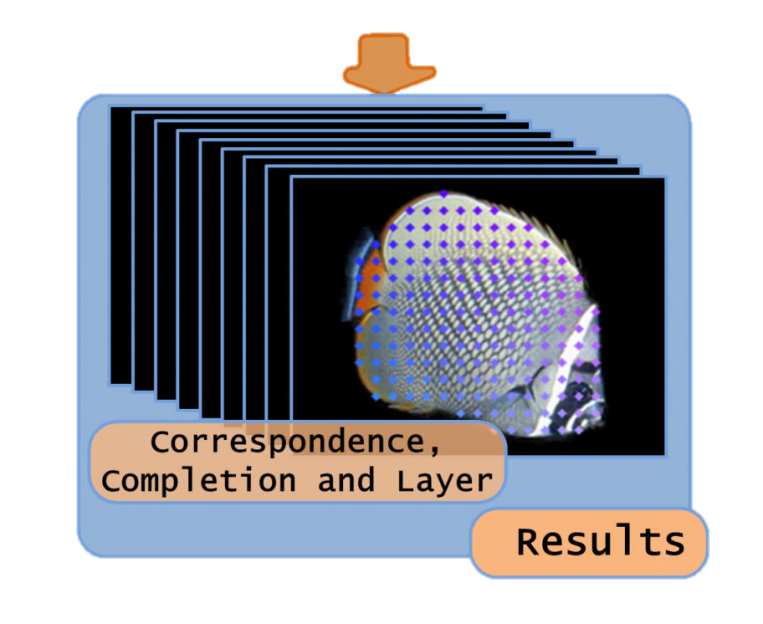 Correspondence,
Completion and Layer
Results